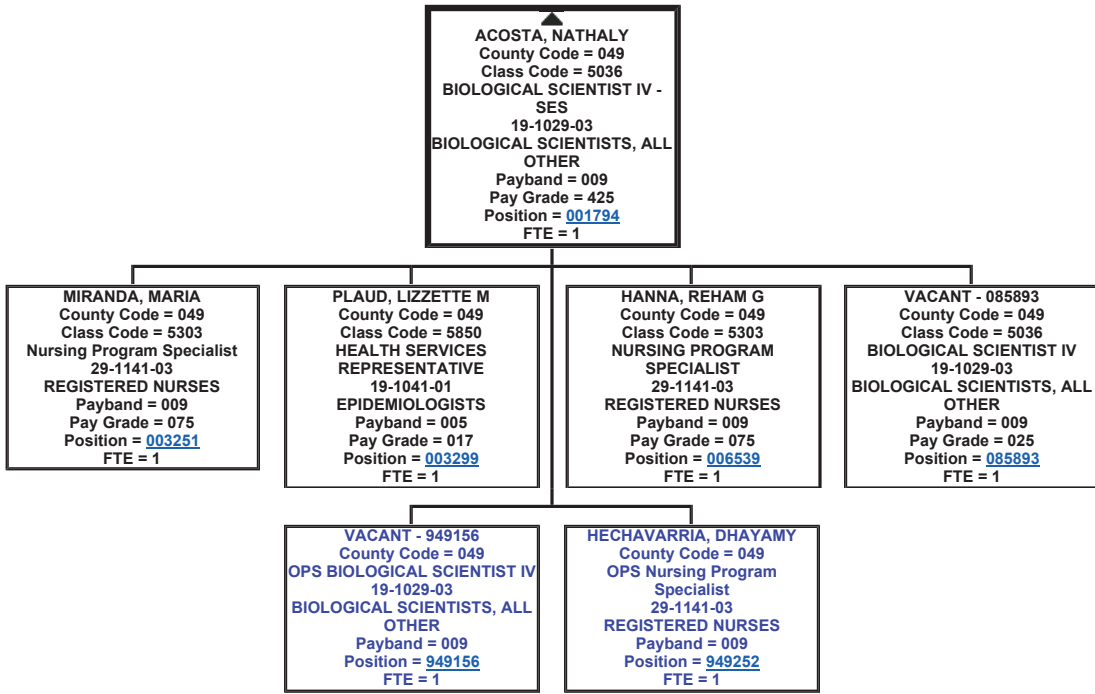 ACOSTA, NATHALY
County Code = 049
Class Code = 5036
BIOLOGICAL SCIENTIST IV -
SES
19-1029-03
BIOLOGICAL SCIENTISTS, ALL
OTHER
Payband = 009
Pay Grade = 425
Position = 001794
FTE = 1
MIRANDA, MARIA
County Code = 049
Class Code = 5303
Nursing Program Specialist
29-1141-03
REGISTERED NURSES
Payband = 009
Pay Grade = 075
Position = 003251
FTE = 1
PLAUD, LIZZETTE M
County Code = 049
Class Code = 5850
HEALTH SERVICES
REPRESENTATIVE
19-1041-01
EPIDEMIOLOGISTS
Payband = 005
Pay Grade = 017
Position = 003299
FTE = 1
HANNA, REHAM G
County Code = 049
Class Code = 5303
NURSING PROGRAM
SPECIALIST
29-1141-03
REGISTERED NURSES
Payband = 009
Pay Grade = 075
Position = 006539
FTE = 1
VACANT - 085893
County Code = 049
Class Code = 5036
BIOLOGICAL SCIENTIST IV
19-1029-03
BIOLOGICAL SCIENTISTS, ALL
OTHER
Payband = 009
Pay Grade = 025
Position = 085893
FTE = 1
VACANT - 949156
County Code = 049
OPS BIOLOGICAL SCIENTIST IV
19-1029-03
BIOLOGICAL SCIENTISTS, ALL
OTHER
Payband = 009
Position = 949156
FTE = 1
HECHAVARRIA, DHAYAMY
County Code = 049
OPS Nursing Program
Specialist
29-1141-03
REGISTERED NURSES
Payband = 009
Position = 949252
FTE = 1